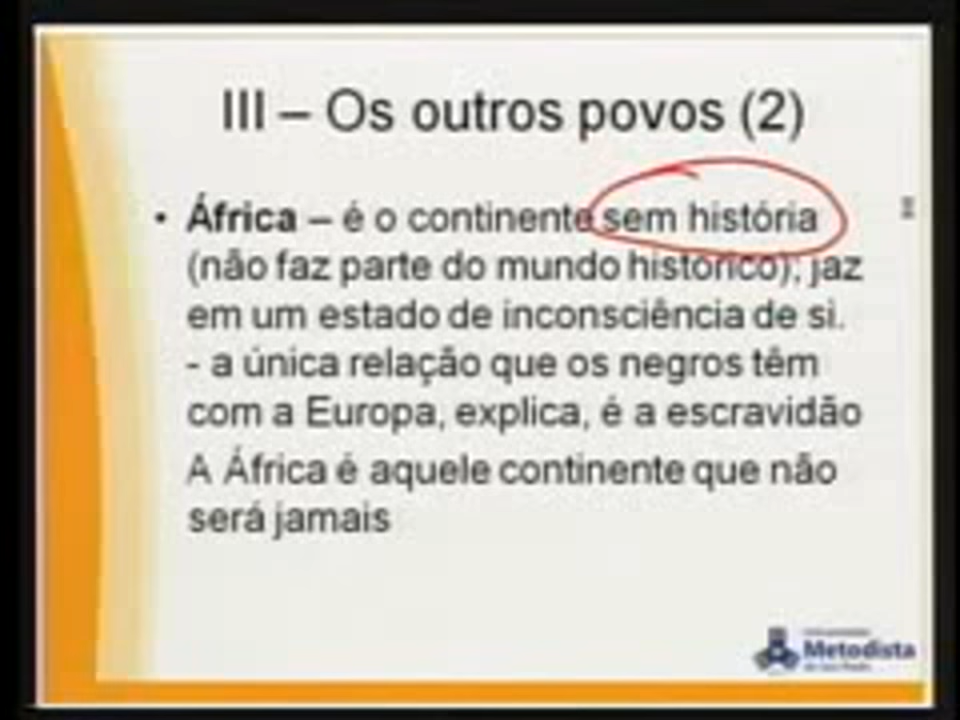 III – Os outros povos (2)
• África – é o continente sem história
(não faz parte do mundo histórico); jaz
em um estado de inconsciência de si.
- a única relação que os negros têm
com a Europa, explica, é a escravidão
A África é aquele continente que não
será jamais
Metodista